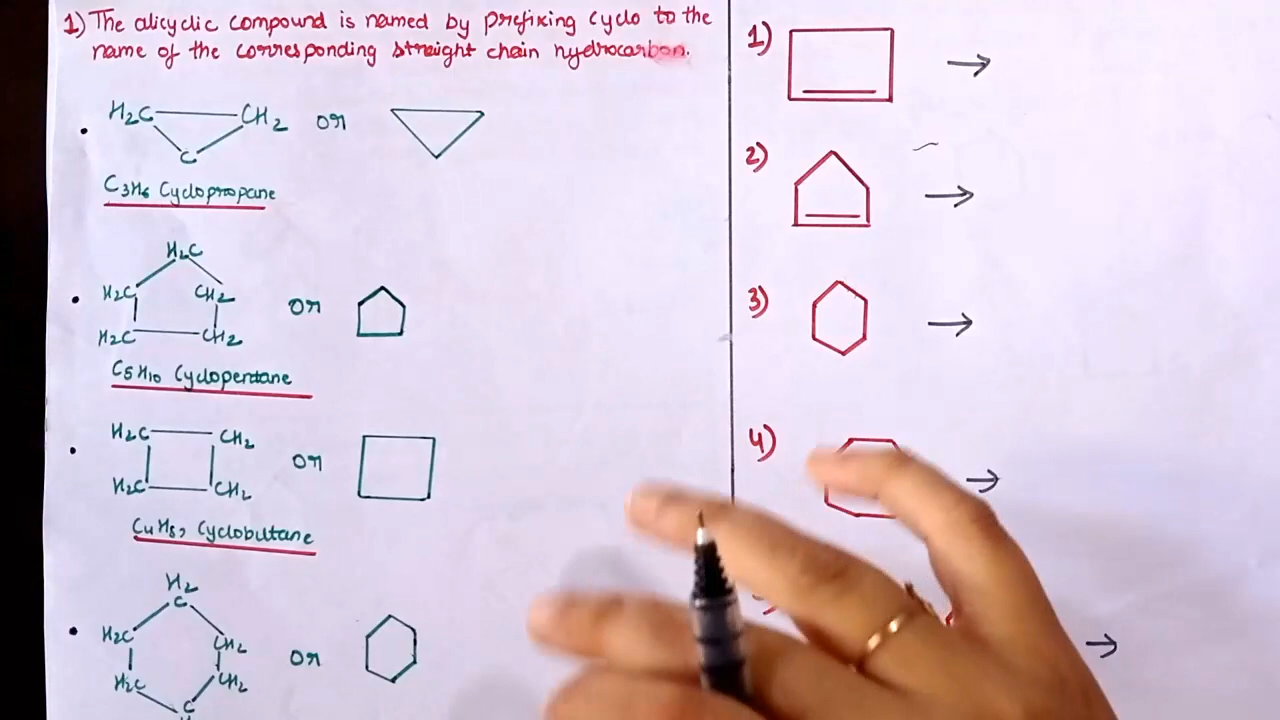 1) The alicyclic compound is named by prefixing cyclo to the
name of the corresponding straight chain hydrocarbon.
H₂C CH₂ or
C
C₃H₆ Cyclopropane
H₂C
H₂C CH₂ or
H₂C CH₂
C₅H₁₀ Cyclopentane
H₂C CH₂ or
H₂C CH₂
C₄H₈, Cyclobutane
H₂
C
H₂C CH₂ or
H₂C CH₂
C
1) →
2) →
3) →
4) →
→